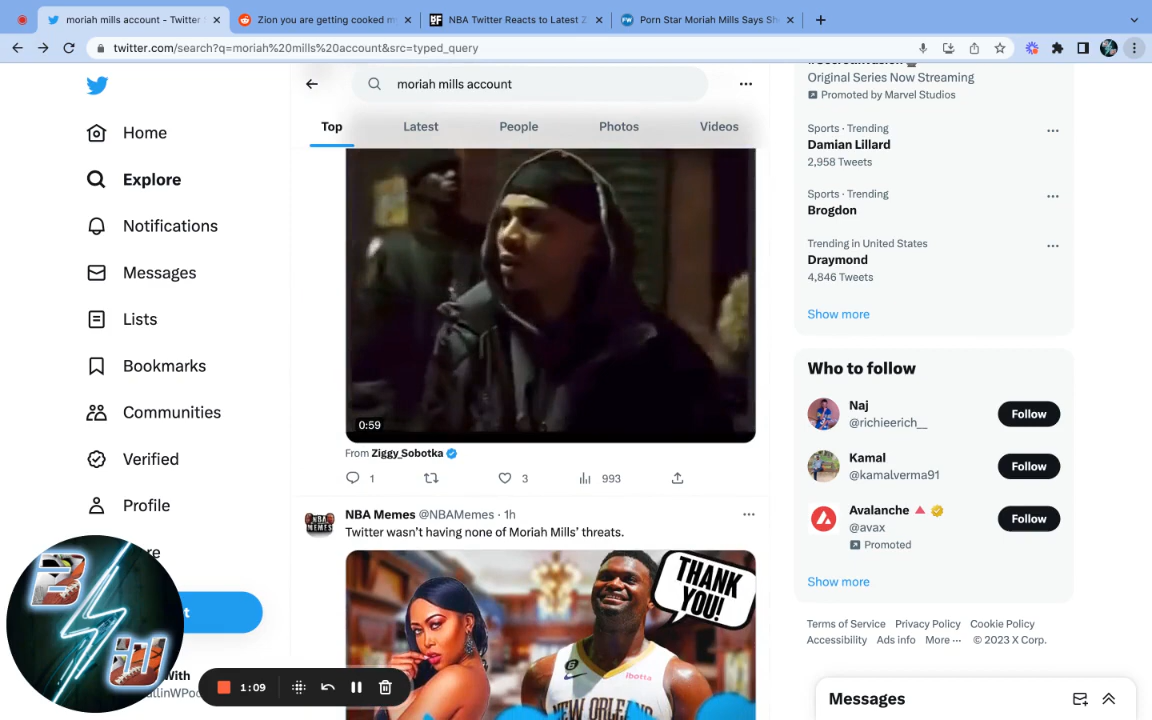 moriah mills account - Twitter
Zion you are getting cooked m
NBA Twitter Reacts to Latest Z
Porn Star Moriah Mills Says Sh
twitter.com/search?q=moriah%20mills%20account&src=typed_query
moriah mills account
Top
Latest
People
Photos
Videos
Home
Explore
Notifications
Messages
Lists
Bookmarks
Communities
Verified
Profile
0:59
From Ziggy_Sobotka
1
3
993
NBA Memes @NBAMemes · 1h
Twitter wasn't having none of Moriah Mills' threats.
THANK
YOU!
ibotta
NEW ORLEANS
Original Series Now Streaming
Promoted by Marvel Studios
Sports · Trending
Damian Lillard
2,958 Tweets
Sports · Trending
Brogdon
Trending in United States
Draymond
4,846 Tweets
Show more
Who to follow
Naj
@richieerich__
Follow
Kamal
@kamalverma91
Follow
Avalanche
@avax
Follow
Promoted
Show more
Terms of Service Privacy Policy Cookie Policy
Accessibility Ads info More ··· © 2023 X Corp.
Messages
With
1:09